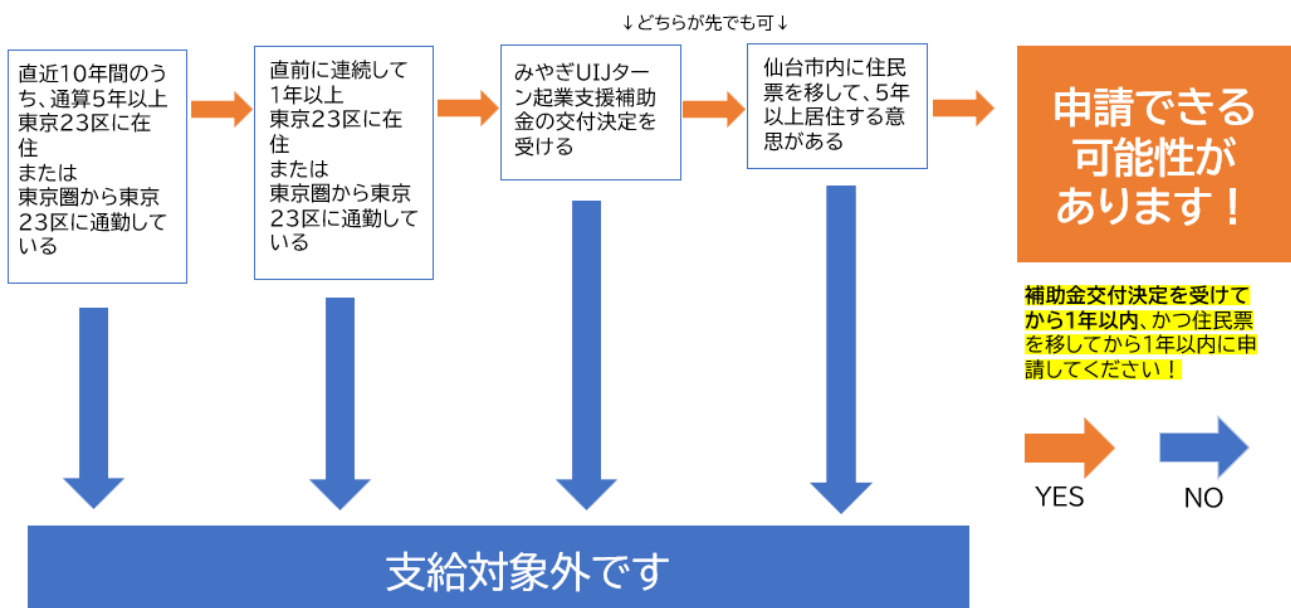 ↓どちらが先でも可↓
直近10年間のう
ち、通算5年以上
東京23区に在
住
または
東京圏から東京
23区に通勤して
いる
直前に連続して
1年以上
東京23区に在
住
または
東京圏から東京
23区に通勤して
いる
みやぎUIJター
ン起業支援補助
金の交付決定を
受ける
仙台市内に住民
票を移して、5年
以上居住する意
思がある
申請できる
可能性が
あります！
補助金交付決定を受けて
から1年以内、かつ住民票
を移してから1年以内に申
請してください！
YES
NO
支給対象外です